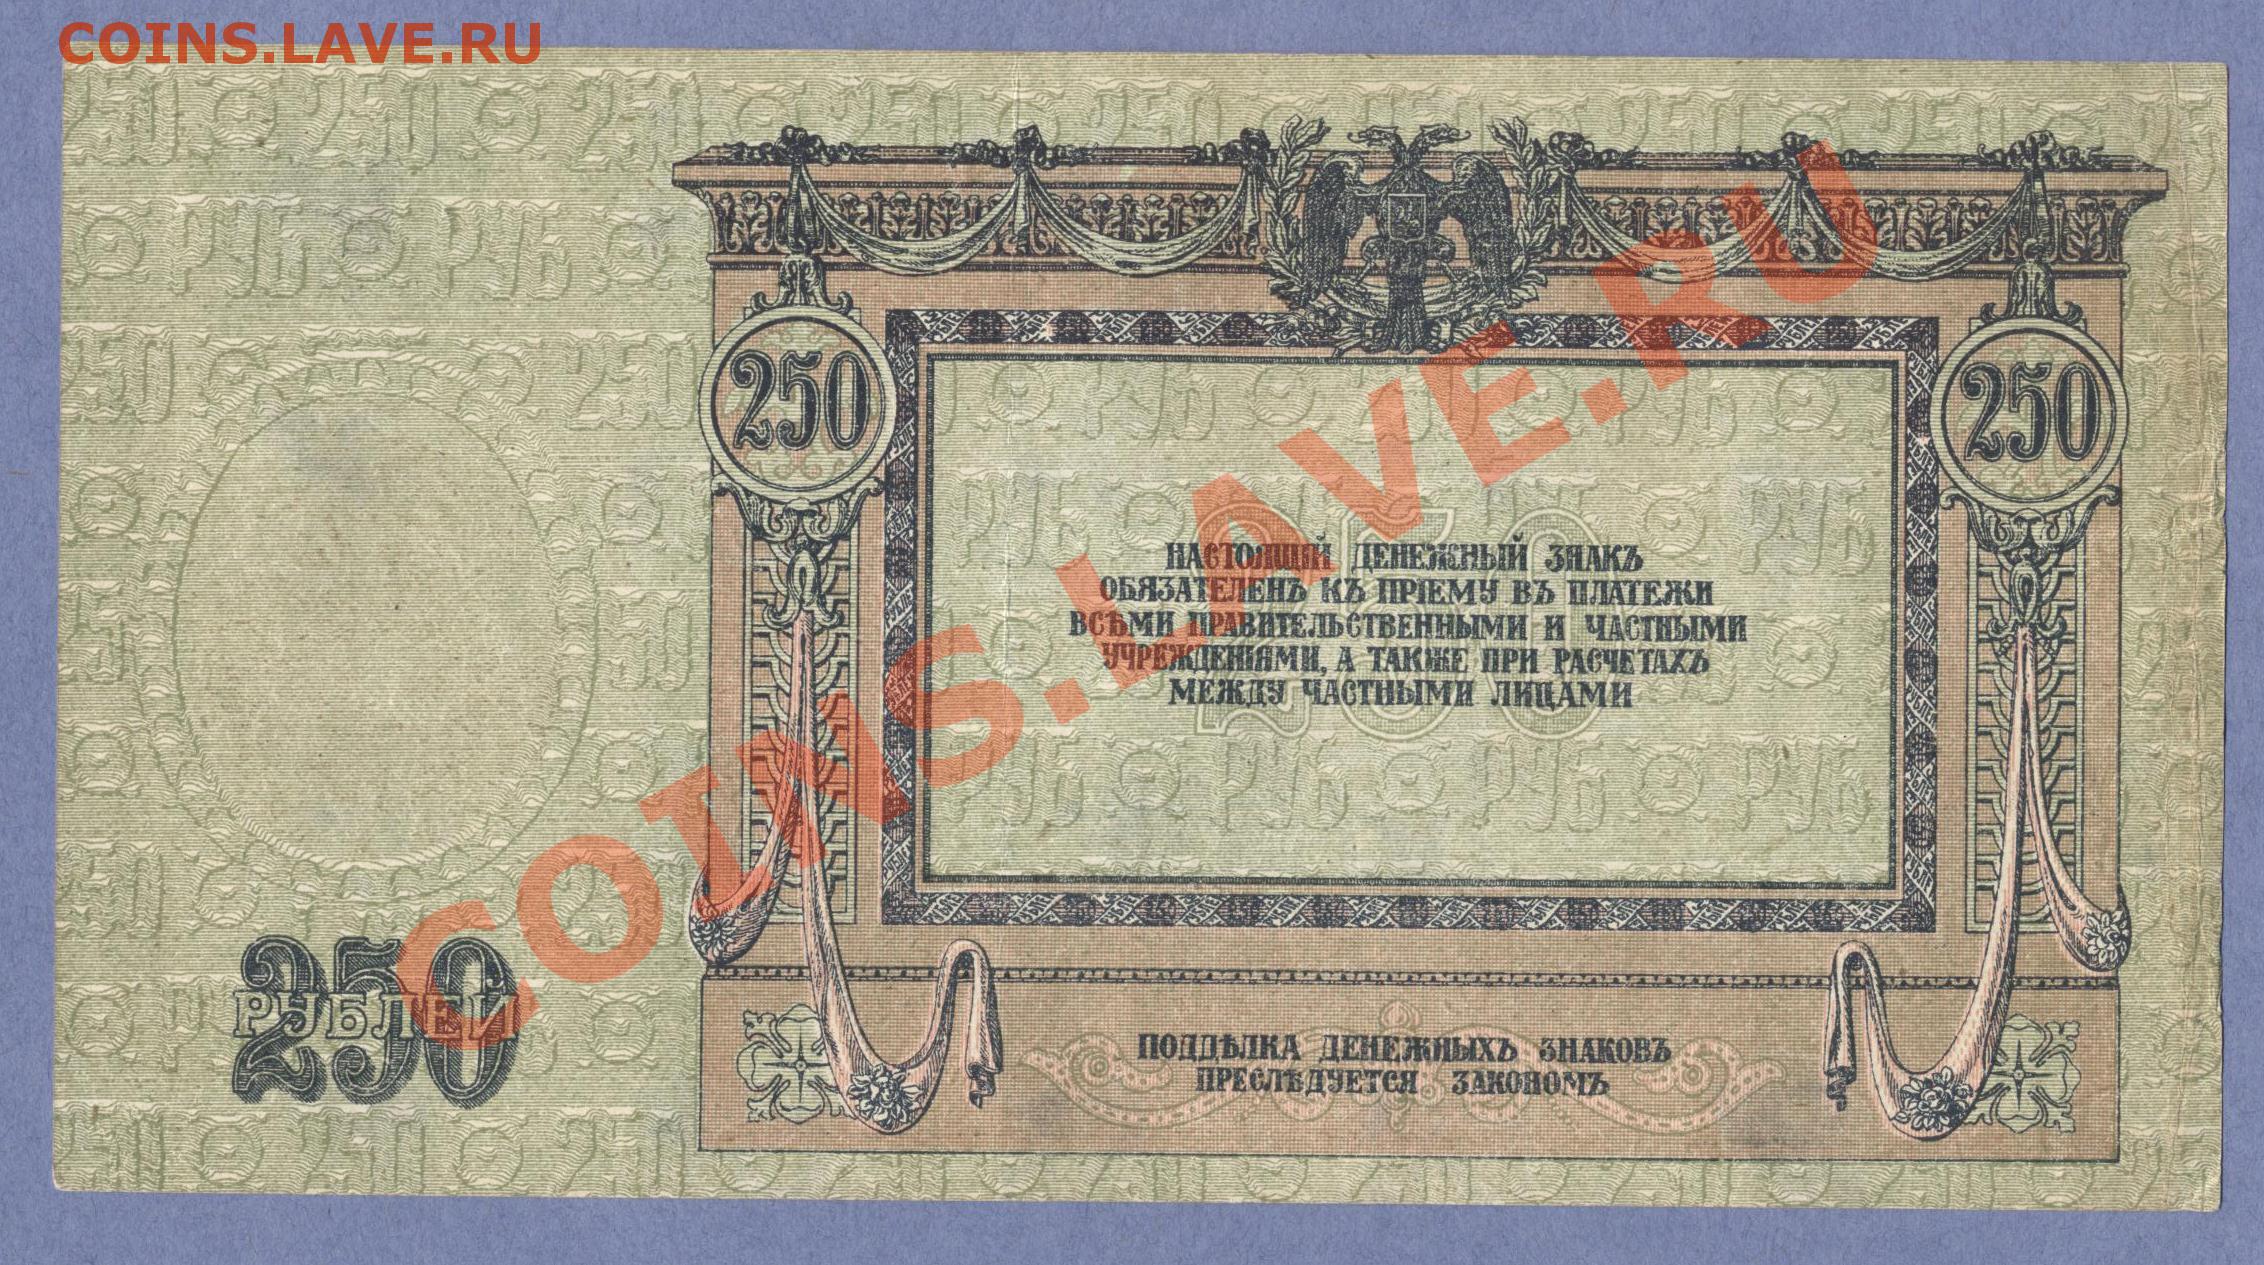 COINS.LAVE.RU
250
250
НАСТОЯЩІЙ ДЕНЕЖНЫЙ ЗНАКЪ
ОБЯЗАТЕЛЕНЪ КЪ ПРІЕМУ ВЪ ПЛАТЕЖИ
ВСѢМИ ПРАВИТЕЛЬСТВЕННЫМИ И ЧАСТНЫМИ
УЧРЕЖДЕНІЯМИ, А ТАКЖЕ ПРИ РАСЧЕТАХЪ
МЕЖДУ ЧАСТНЫМИ ЛИЦАМИ
COINS.LAVE.RU
250
РУБЛЕЙ
ПОДДѢЛКА ДЕНЕЖНЫХЪ ЗНАКОВЪ
ПРЕСЛѢДУЕТСЯ ЗАКОНОМЪ